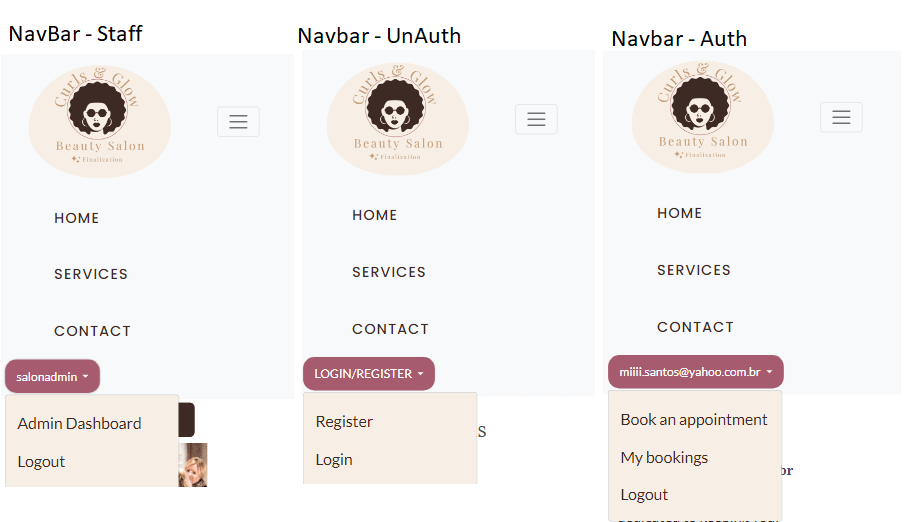 NavBar - Staff
Curls & Glow
Beauty Salon
Finalization
HOME
SERVICES
CONTACT
salonadmin
Admin Dashboard
Logout
Navbar - UnAuth
Curls & Glow
Beauty Salon
Finalization
HOME
SERVICES
CONTACT
LOGIN/REGISTER
Register
Login
S
Navbar - Auth
Curls & Glow
Beauty Salon
Finalization
HOME
SERVICES
CONTACT
miiii.santos@yahoo.com.br
Book an appointment
My bookings
br
Logout